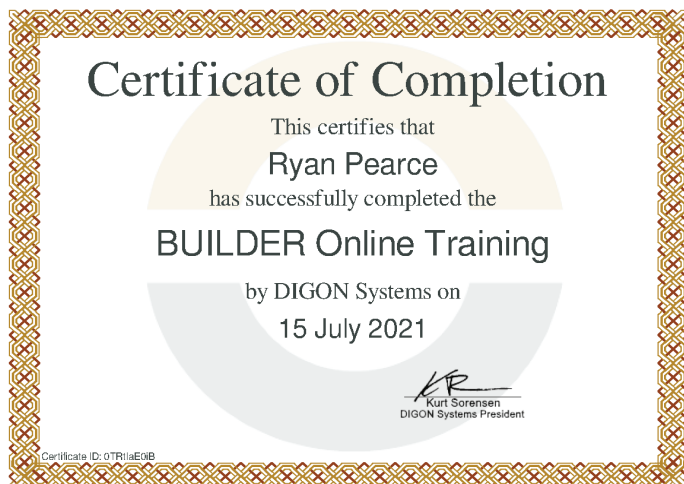 Certificate of Completion
This certifies that
Ryan Pearce
has successfully completed the
BUILDER Online Training
by DIGON Systems on
15 July 2021
Kurt Sorensen
DIGON Systems President
Certificate ID: 0TRtIaE0iB